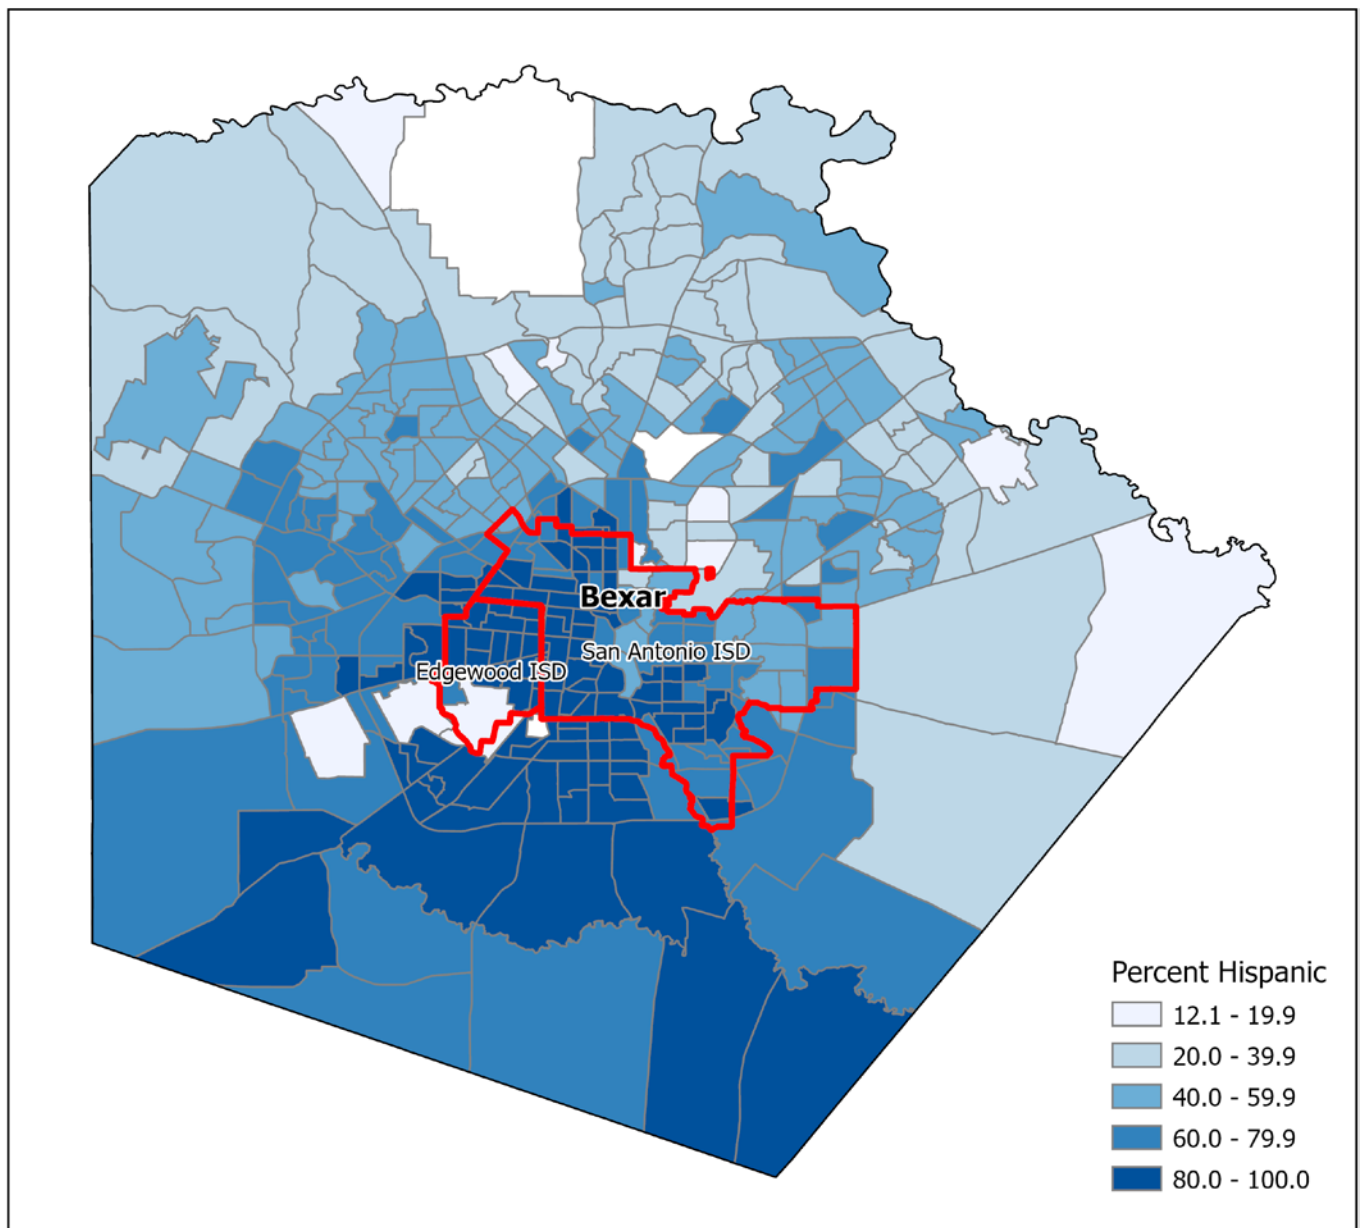 Bexar
San Antonio ISD
Edgewood ISD
Percent Hispanic
12.1 - 19.9
20.0 - 39.9
40.0 - 59.9
60.0 - 79.9
80.0 - 100.0